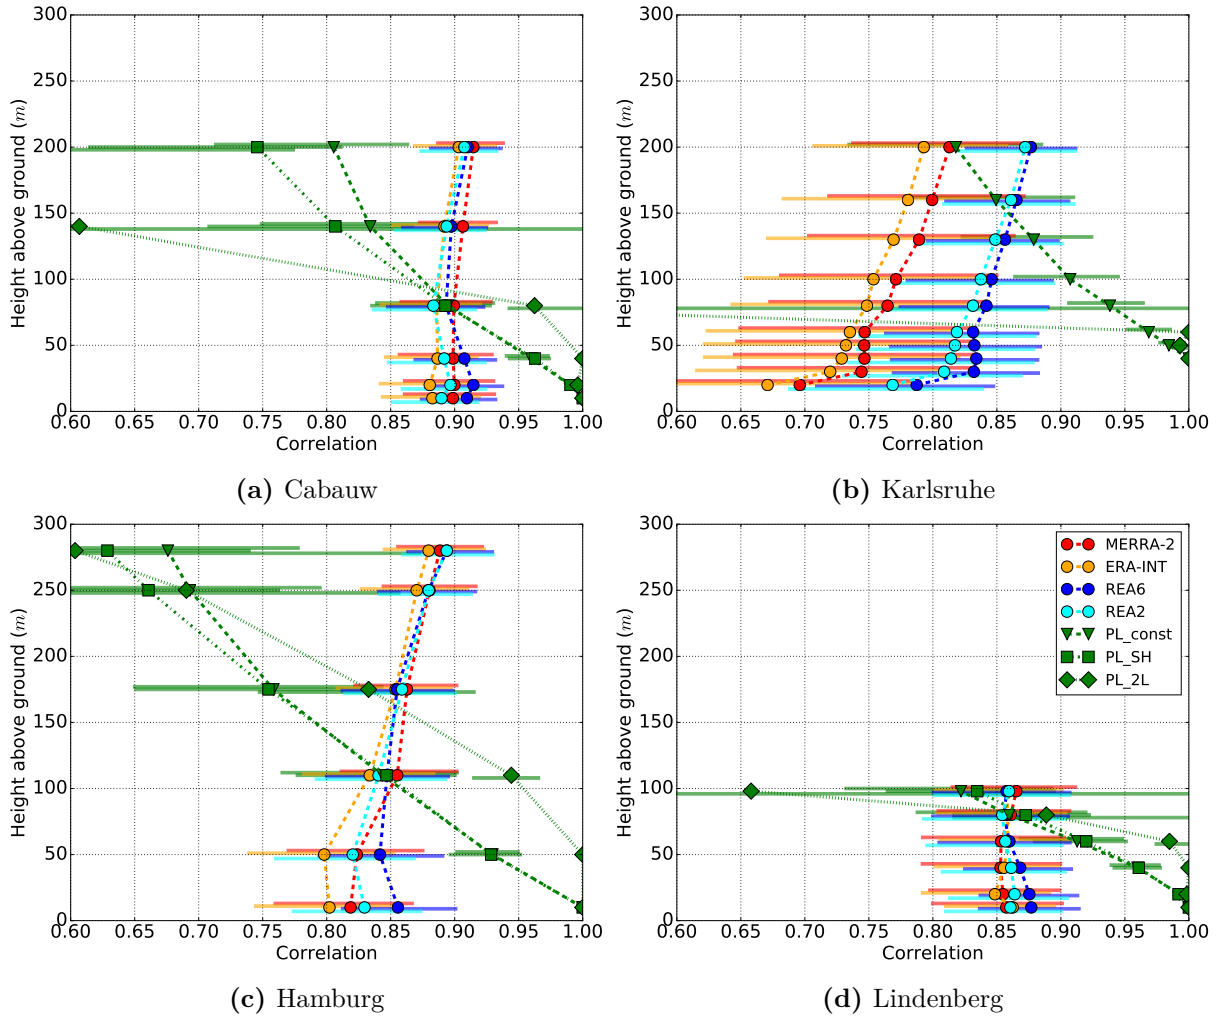 300
250
200
150
100
50
0
Height above ground (m)
0.60 0.65 0.70 0.75 0.80 0.85 0.90 0.95 1.00
Correlation
(a) Cabauw
300
250
200
150
100
50
0
Height above ground (m)
0.60 0.65 0.70 0.75 0.80 0.85 0.90 0.95 1.00
Correlation
(b) Karlsruhe
300
250
200
150
100
50
0
Height above ground (m)
0.60 0.65 0.70 0.75 0.80 0.85 0.90 0.95 1.00
Correlation
(c) Hamburg
300
250
200
150
100
50
0
Height above ground (m)
0.60 0.65 0.70 0.75 0.80 0.85 0.90 0.95 1.00
Correlation
MERRA-2
ERA-INT
REA6
REA2
PL_const
PL_SH
PL_2L
(d) Lindenberg